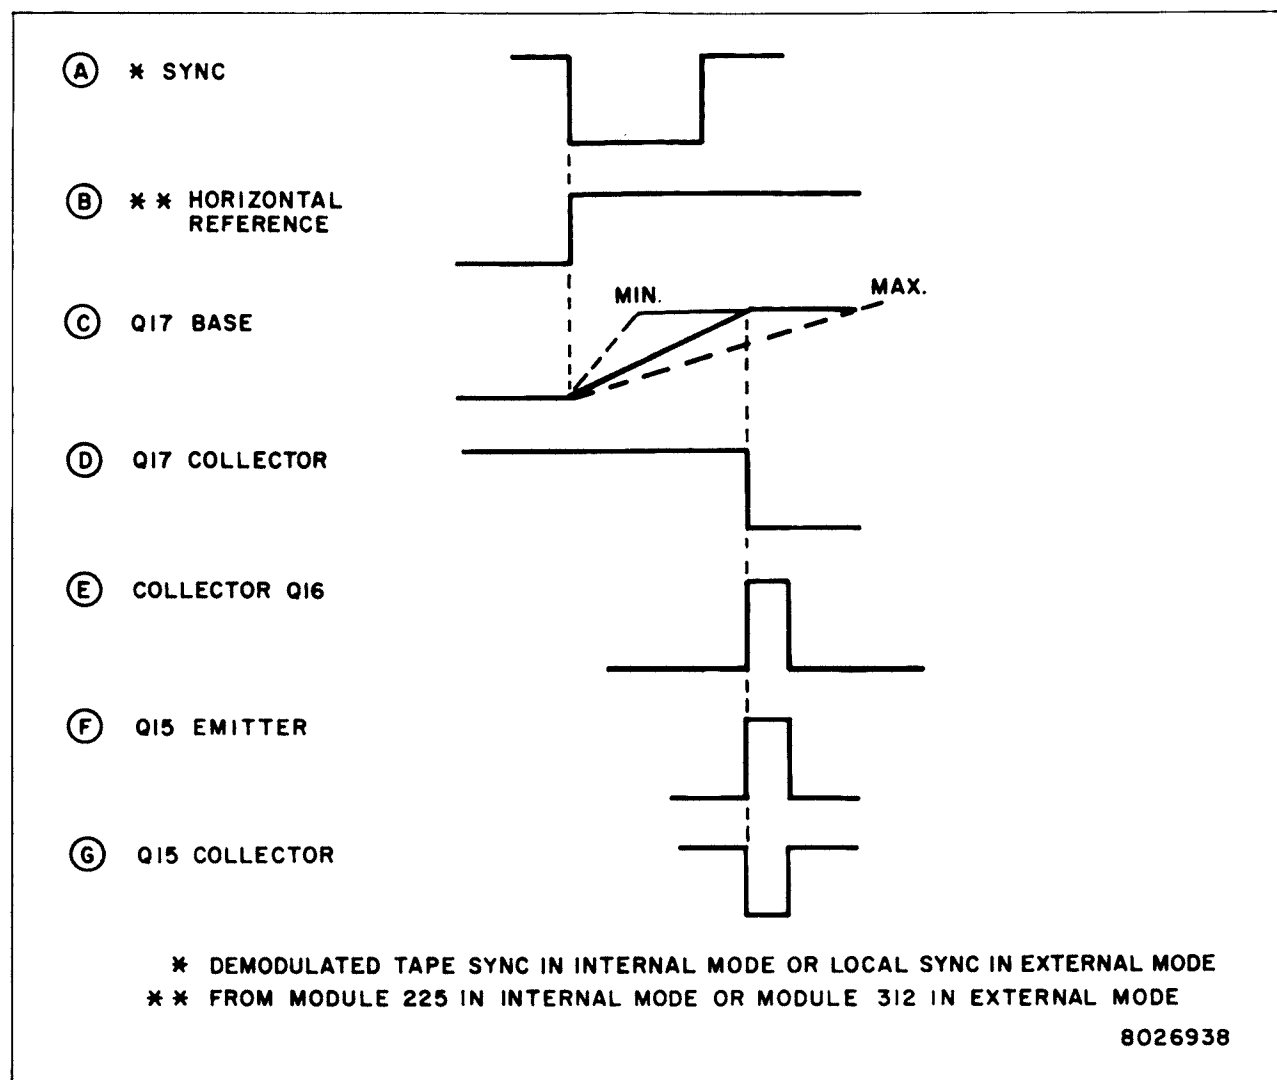 A * SYNC
B * * HORIZONTAL
REFERENCE
MIN.
MAX.
C Q17 BASE
D Q17 COLLECTOR
E COLLECTOR Q16
F Q15 EMITTER
G Q15 COLLECTOR
* DEMODULATED TAPE SYNC IN INTERNAL MODE OR LOCAL SYNC IN EXTERNAL MODE
* * FROM MODULE 225 IN INTERNAL MODE OR MODULE 312 IN EXTERNAL MODE
8026938